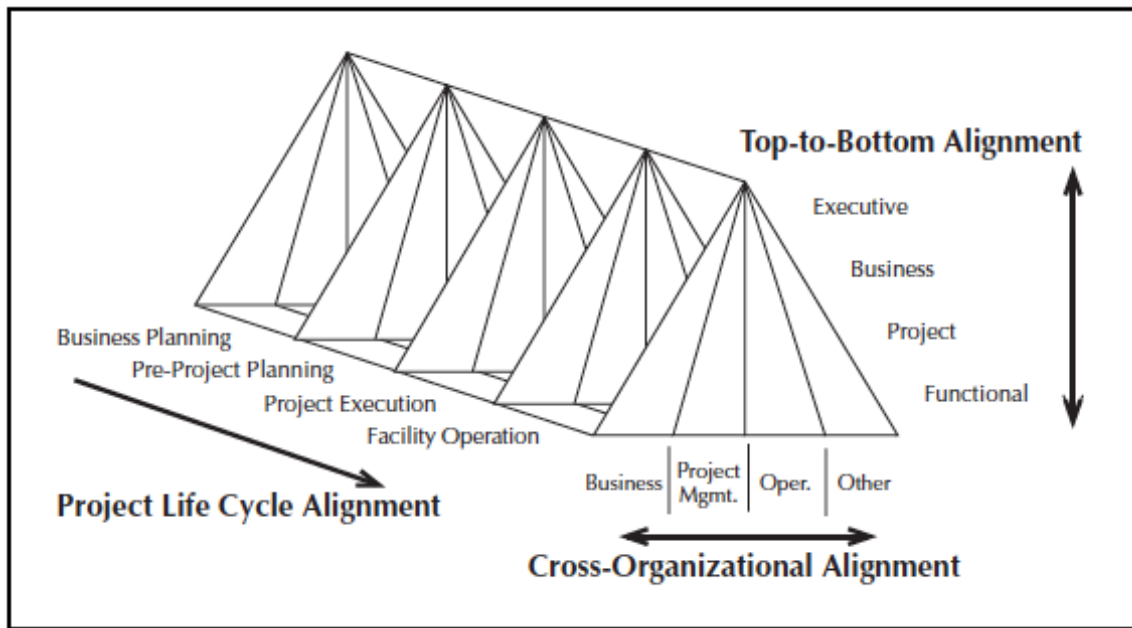 Top-to-Bottom Alignment
Executive
Business
Project
Functional
Business Planning
Pre-Project Planning
Project Execution
Facility Operation
Project Life Cycle Alignment
Business
Project
Mgmt.
Oper.
Other
Cross-Organizational Alignment